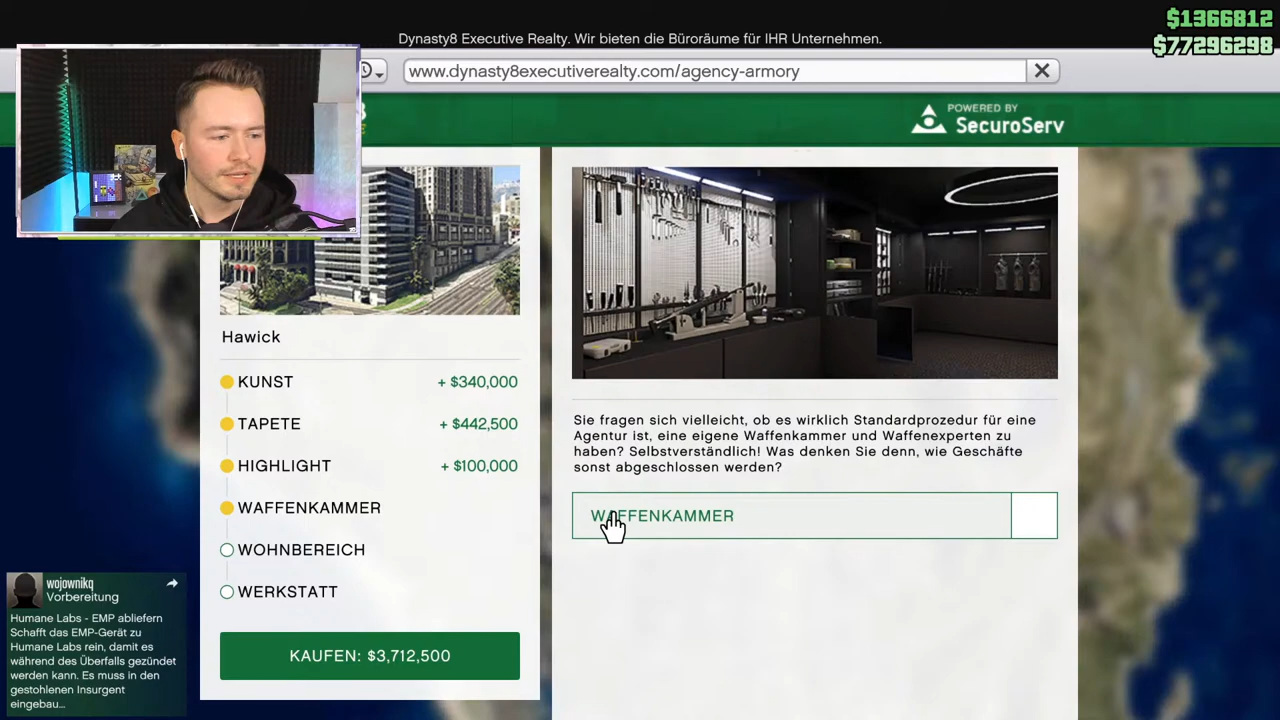 $1366812
$77296298
Dynasty8 Executive Realty. Wir bieten die Büroräume für IHR Unternehmen.
www.dynasty8executiverealty.com/agency-armory
POWERED BY
SecuroServ
Hawick
KUNST + $340,000
TAPETE + $442,500
HIGHLIGHT + $100,000
WAFFENKAMMER
WOHNBEREICH
WERKSTATT
KAUFEN: $3,712,500
Sie fragen sich vielleicht, ob es wirklich Standardprozedur für eine
Agentur ist, eine eigene Waffenkammer und Waffenexperten zu
haben? Selbstverständlich! Was denken Sie denn, wie Geschäfte
sonst abgeschlossen werden?
WAFFENKAMMER
wojownikq
Vorbereitung
Humane Labs - EMP abliefern
Schafft das EMP-Gerät zu
Humane Labs rein, damit es
während des Überfalls gezündet
werden kann. Es muss in den
gestohlenen Insurgent
eingebau...